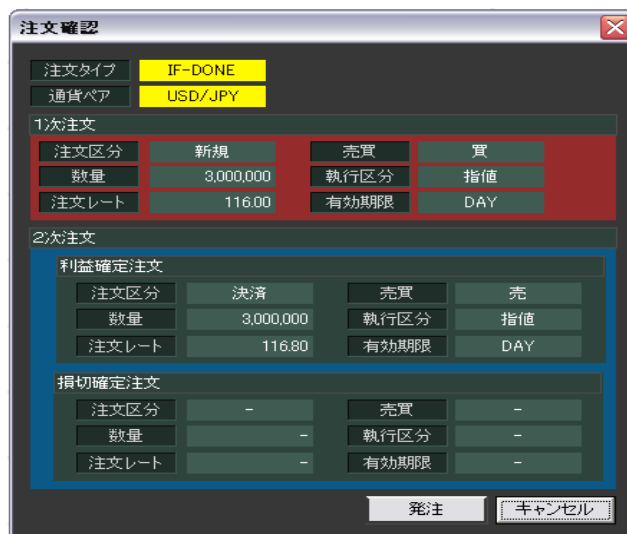 注文確認
注文タイプ IF-DONE
通貨ペア USD/JPY
1次注文
注文区分 新規 売買 買
数量 3,000,000 執行区分 指値
注文レート 116.00 有効期限 DAY
2次注文
利益確定注文
注文区分 決済 売買 売
数量 3,000,000 執行区分 指値
注文レート 116.80 有効期限 DAY
損切確定注文
注文区分 - 売買 -
数量 - 執行区分 -
注文レート - 有効期限 -
発注 キャンセル